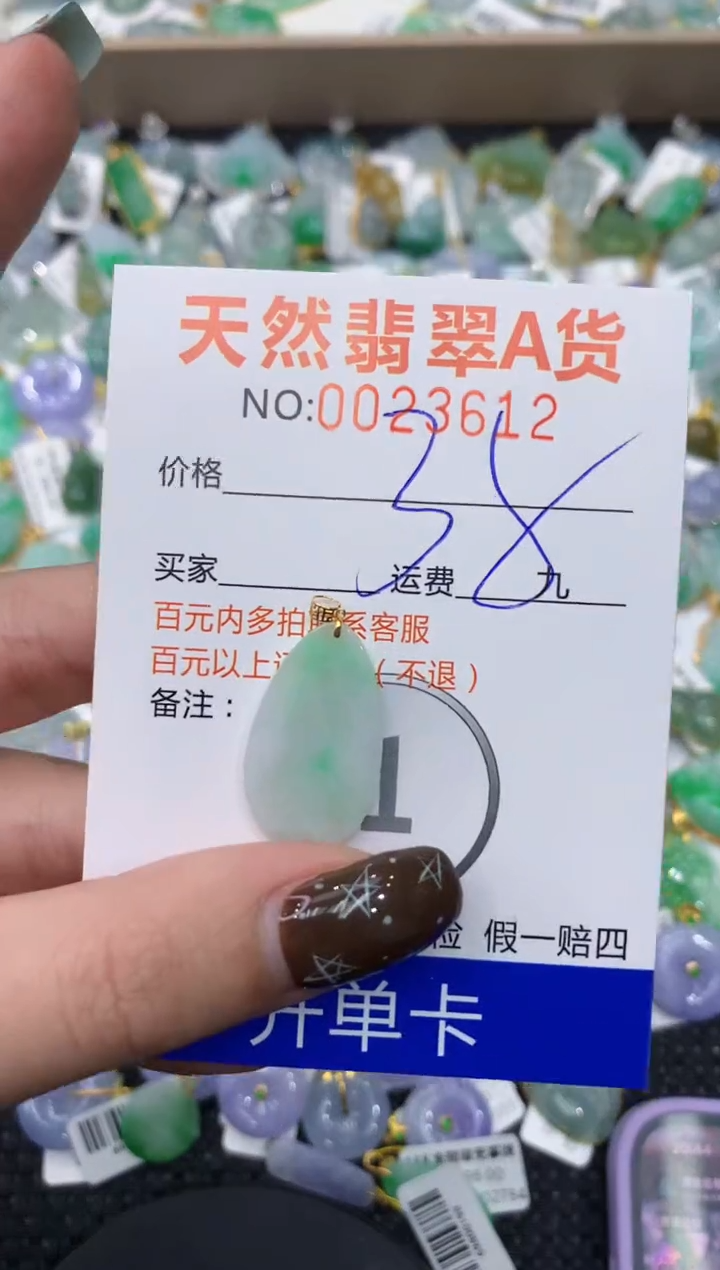 天然翡翠A货
NO:0023612
价格
38
买家 运费 九
百元内多拍 系客服
百元以上 （不退）
备注：
1
检 假一赔四
开单卡